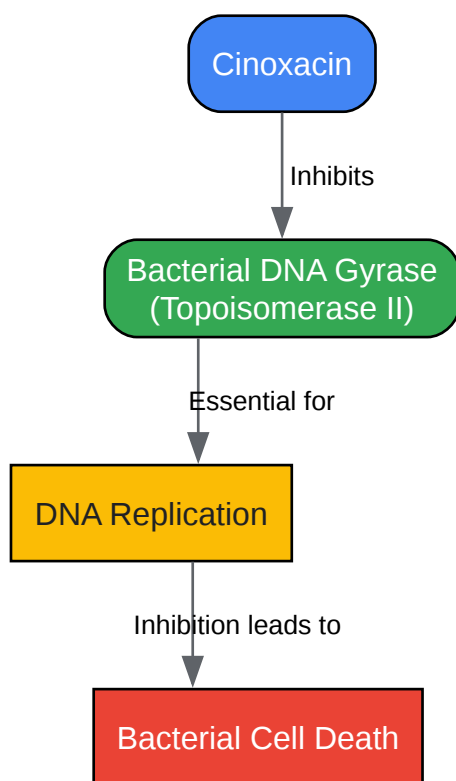 Cinoxacin
Inhibits
Bacterial DNA Gyrase
(Topoisomerase II)
Essential for
DNA Replication
Inhibition leads to
Bacterial Cell Death